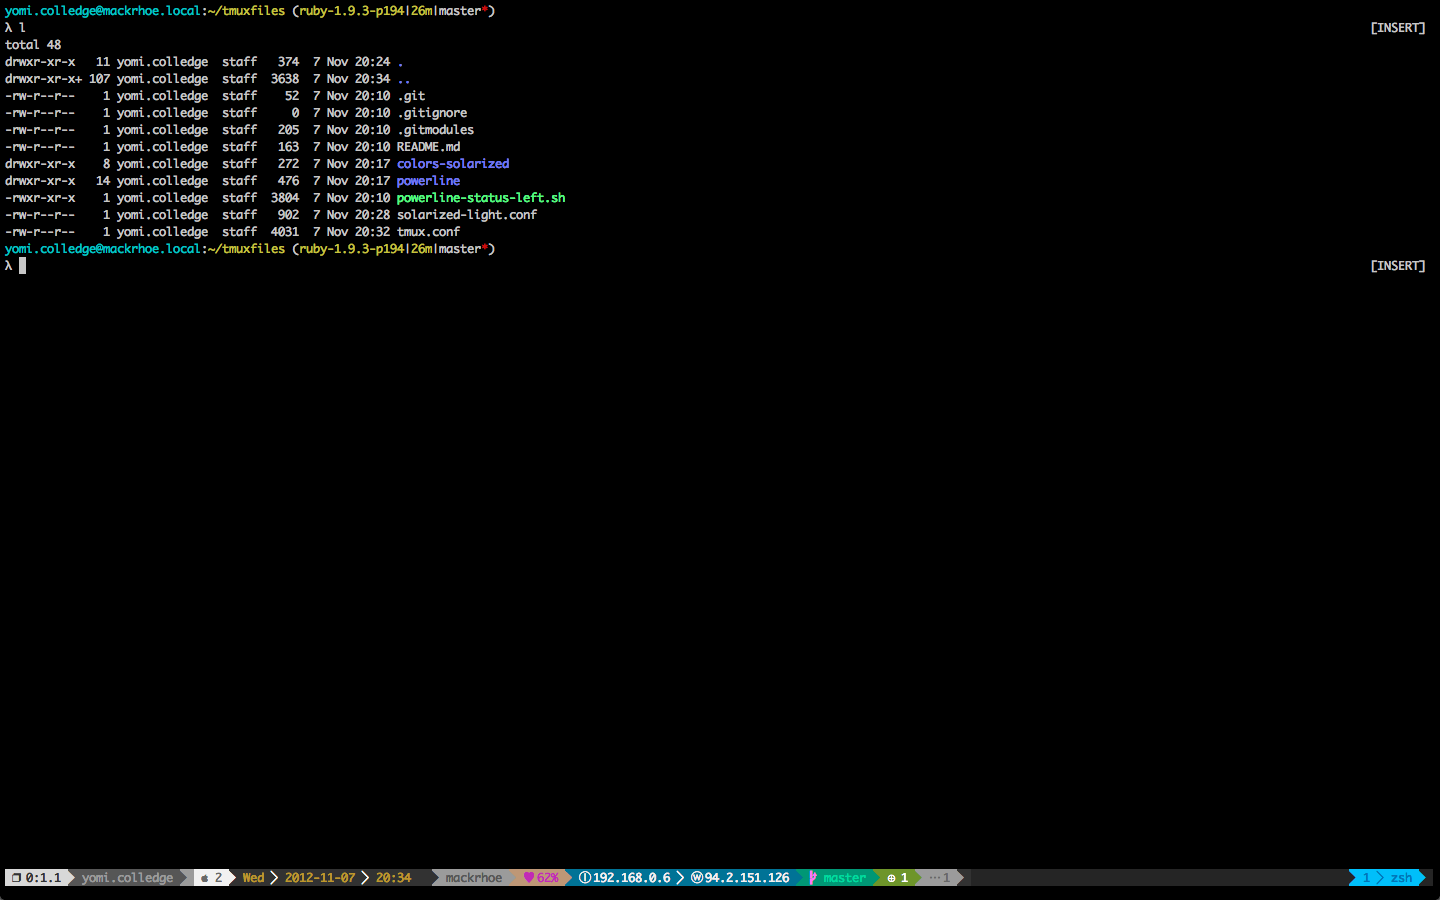 yomi.colledge@mackrhoe.local:~/tmuxfiles (ruby-1.9.3-p194|26m|master*)
λ l [INSERT]
total 48
drwxr-xr-x   11 yomi.colledge  staff   374  7 Nov 20:24 .
drwxr-xr-x+ 107 yomi.colledge  staff  3638  7 Nov 20:34 ..
-rw-r--r--    1 yomi.colledge  staff    52  7 Nov 20:10 .git
-rw-r--r--    1 yomi.colledge  staff     0  7 Nov 20:10 .gitignore
-rw-r--r--    1 yomi.colledge  staff   205  7 Nov 20:10 .gitmodules
-rw-r--r--    1 yomi.colledge  staff   163  7 Nov 20:10 README.md
drwxr-xr-x    8 yomi.colledge  staff   272  7 Nov 20:17 colors-solarized
drwxr-xr-x   14 yomi.colledge  staff   476  7 Nov 20:17 powerline
-rwxr-xr-x    1 yomi.colledge  staff  3804  7 Nov 20:10 powerline-status-left.sh
-rw-r--r--    1 yomi.colledge  staff   902  7 Nov 20:28 solarized-light.conf
-rw-r--r--    1 yomi.colledge  staff  4031  7 Nov 20:32 tmux.conf
yomi.colledge@mackrhoe.local:~/tmuxfiles (ruby-1.9.3-p194|26m|master*)
λ [INSERT]
❐ 0:1.1 yomi.colledge 2 Wed 2012-11-07 20:34 mackrhoe ♥62% Ⓘ192.168.0.6 Ⓦ94.2.151.126 master ⊕ 1 ⋯1 1 zsh